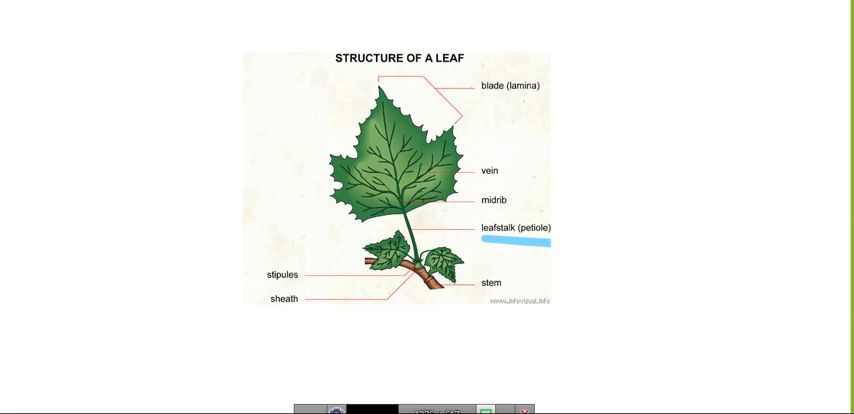 STRUCTURE OF A LEAF
blade (lamina)
vein
midrib
leafstalk (petiole)
stipules
stem
sheath
www.infovisual.info